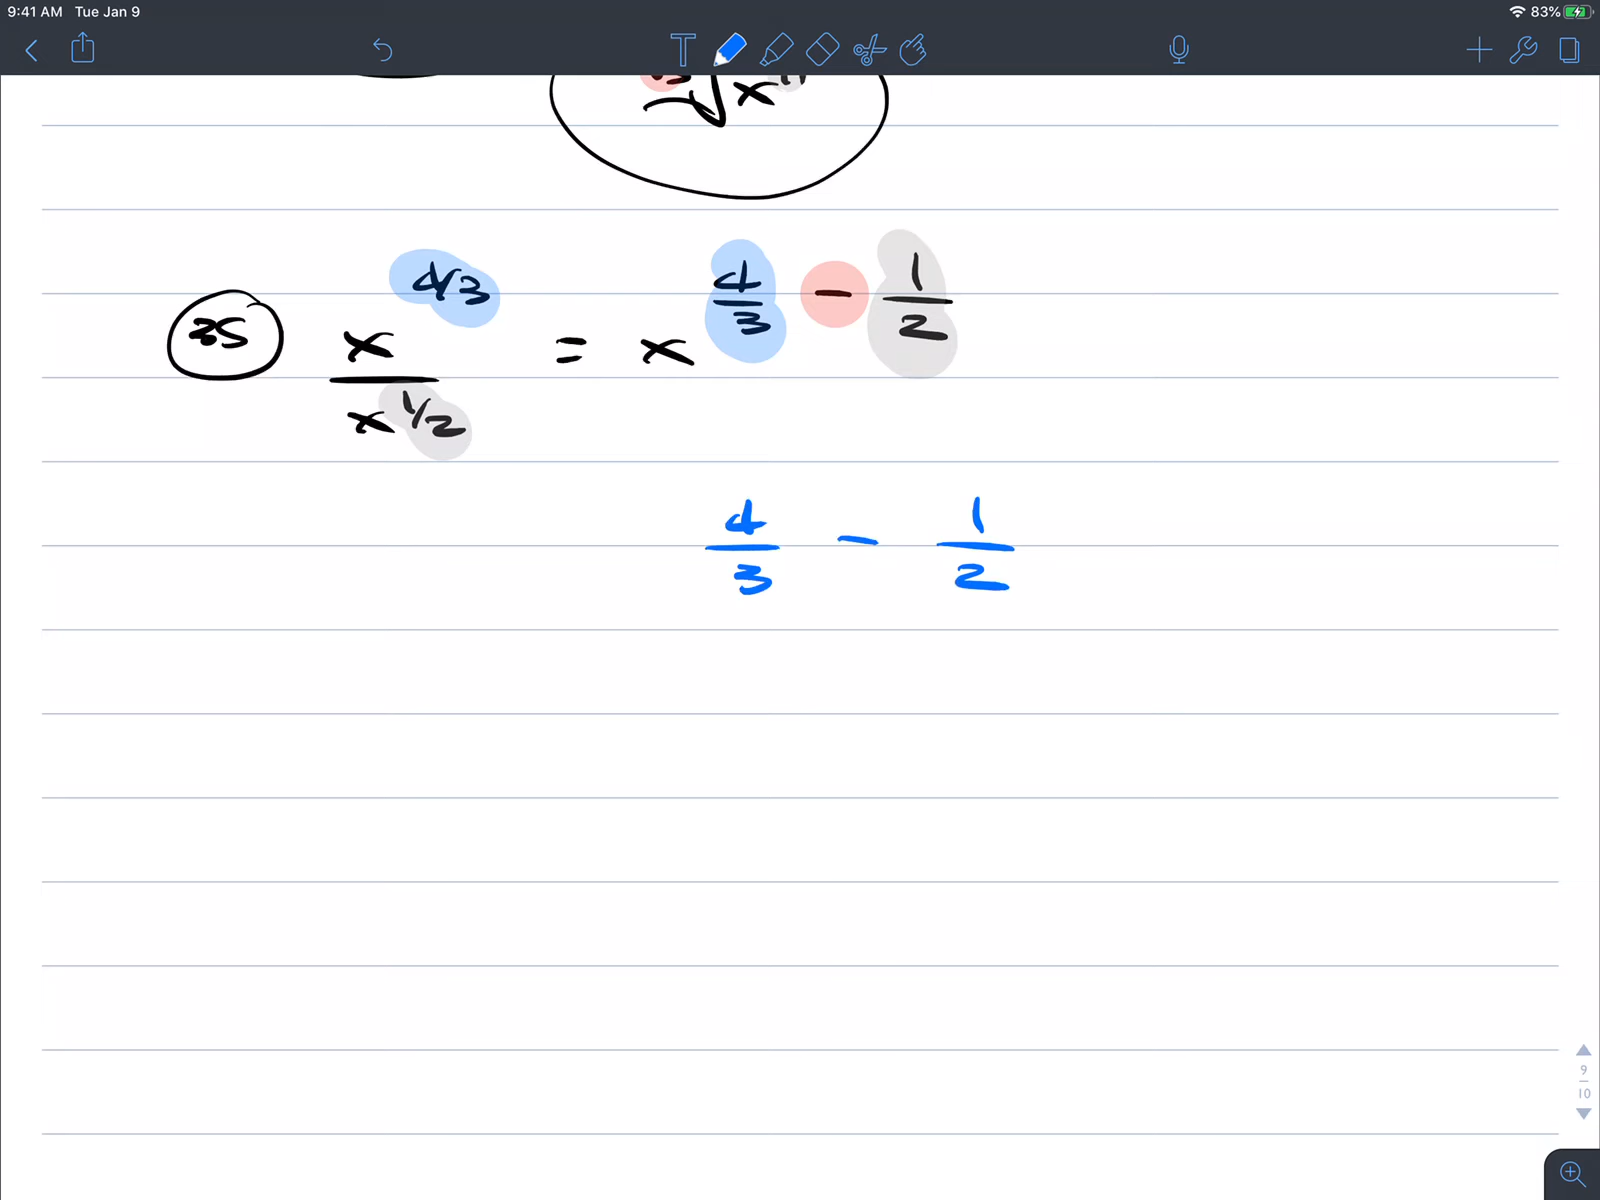 9:41 AM Tue Jan 9 83%
x
35 x^4/3 / x^1/2 = x^4/3 - 1/2
4/3 - 1/2
9
10